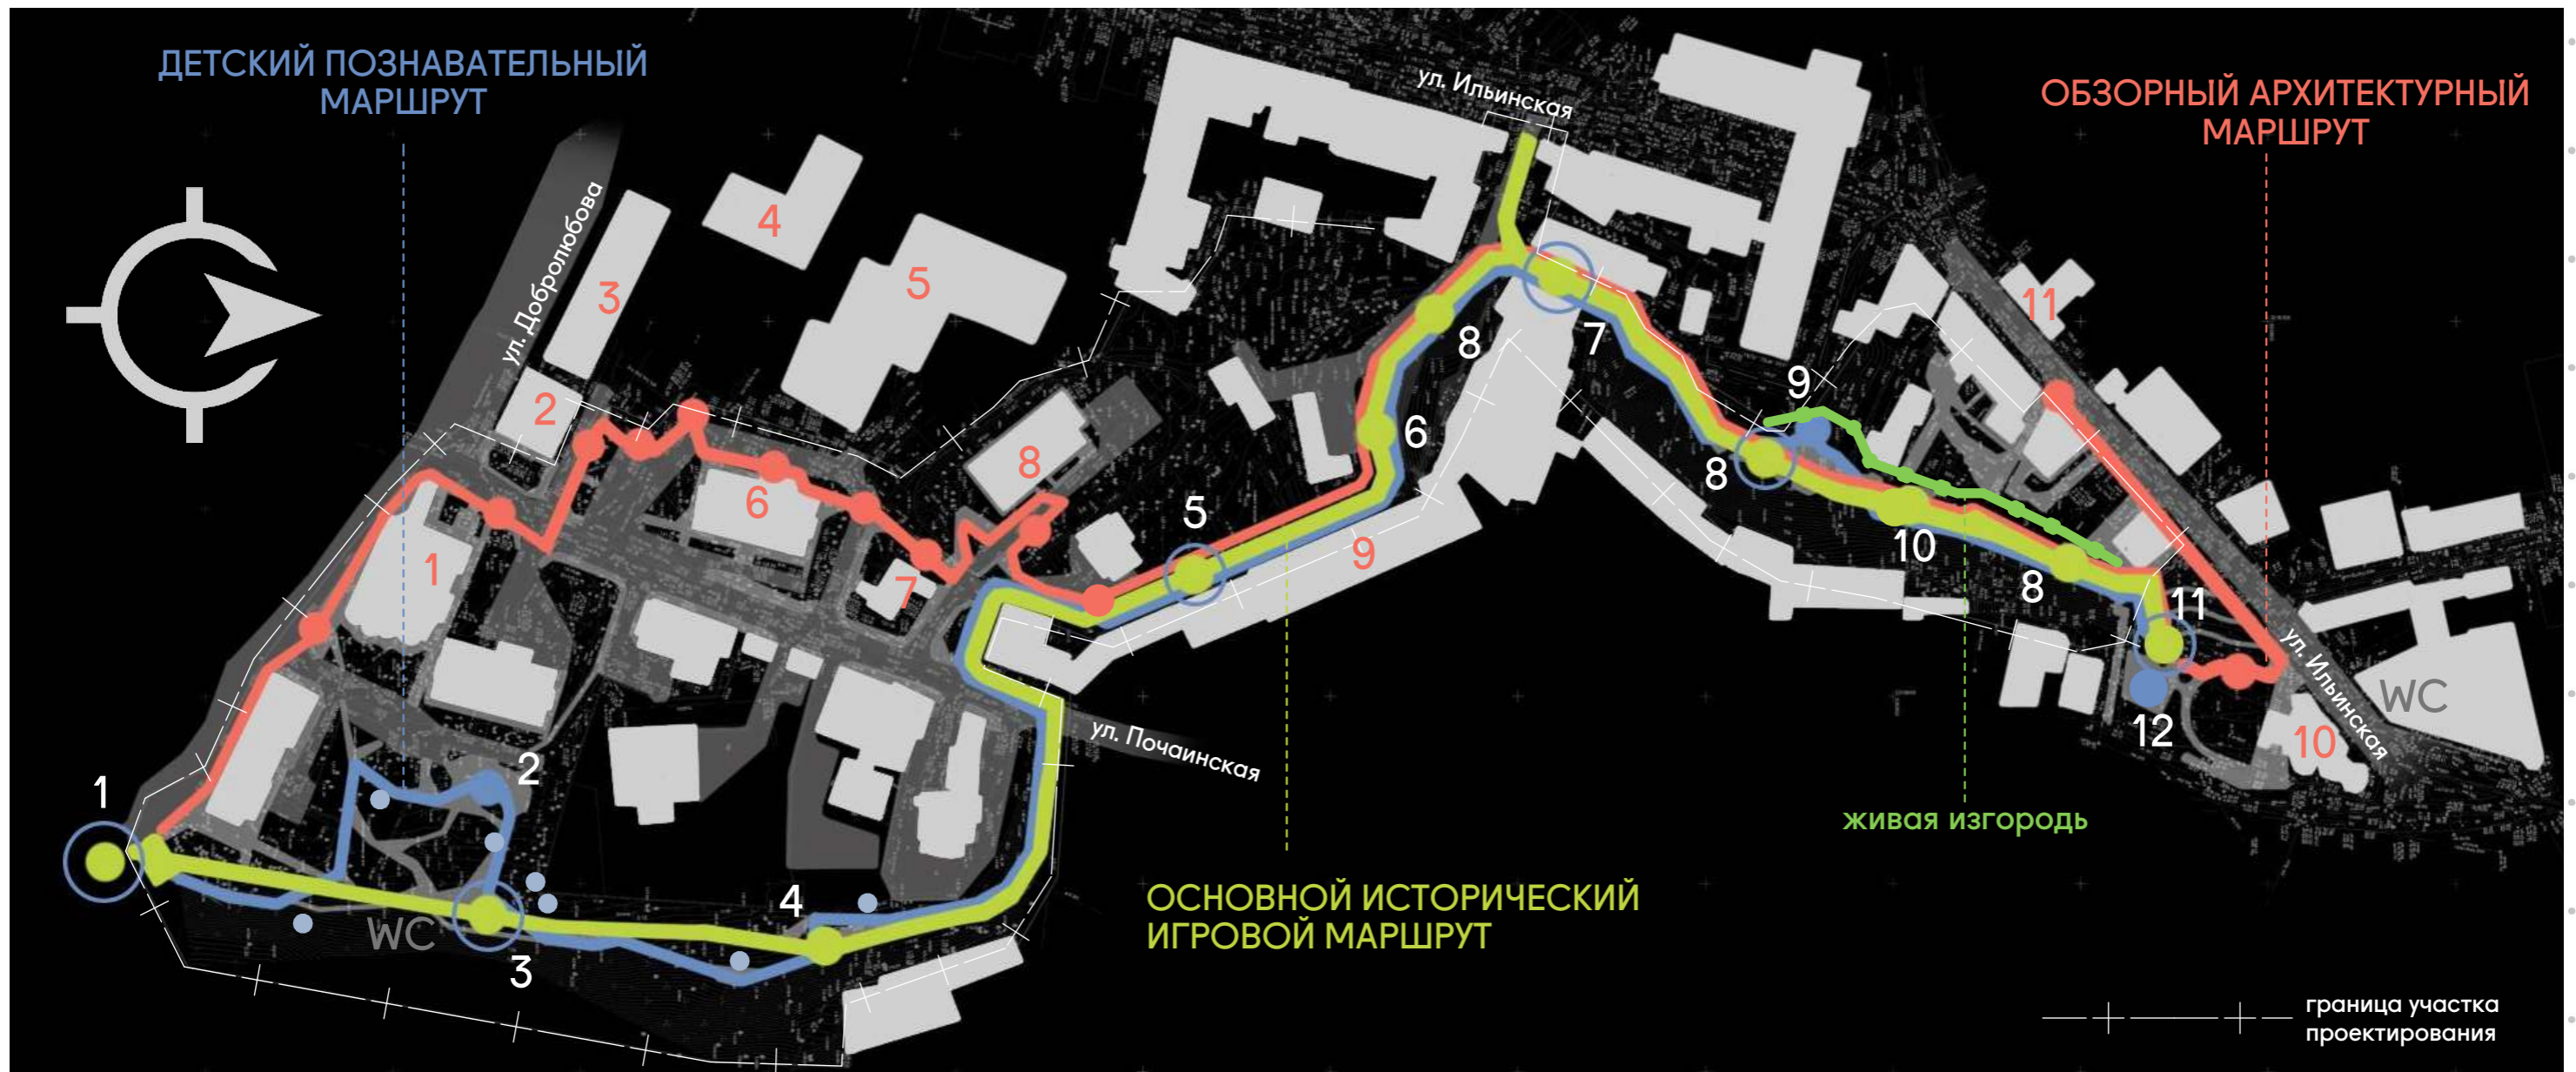 ДЕТСКИЙ ПОЗНАВАТЕЛЬНЫЙ
МАРШРУТ
ул. Ильинская
ОБЗОРНЫЙ АРХИТЕКТУРНЫЙ
МАРШРУТ
ул. Добролюбова
4
3
5
11
2
8
7
9
6
8
8
6
10
5
9
1
7
8
11
ул. Ильинская
WC
10
12
ул. Почаинская
2
1
живая изгородь
4
WC
3
ОСНОВНОЙ ИСТОРИЧЕСКИЙ
ИГРОВОЙ МАРШРУТ
граница участка
проектирования